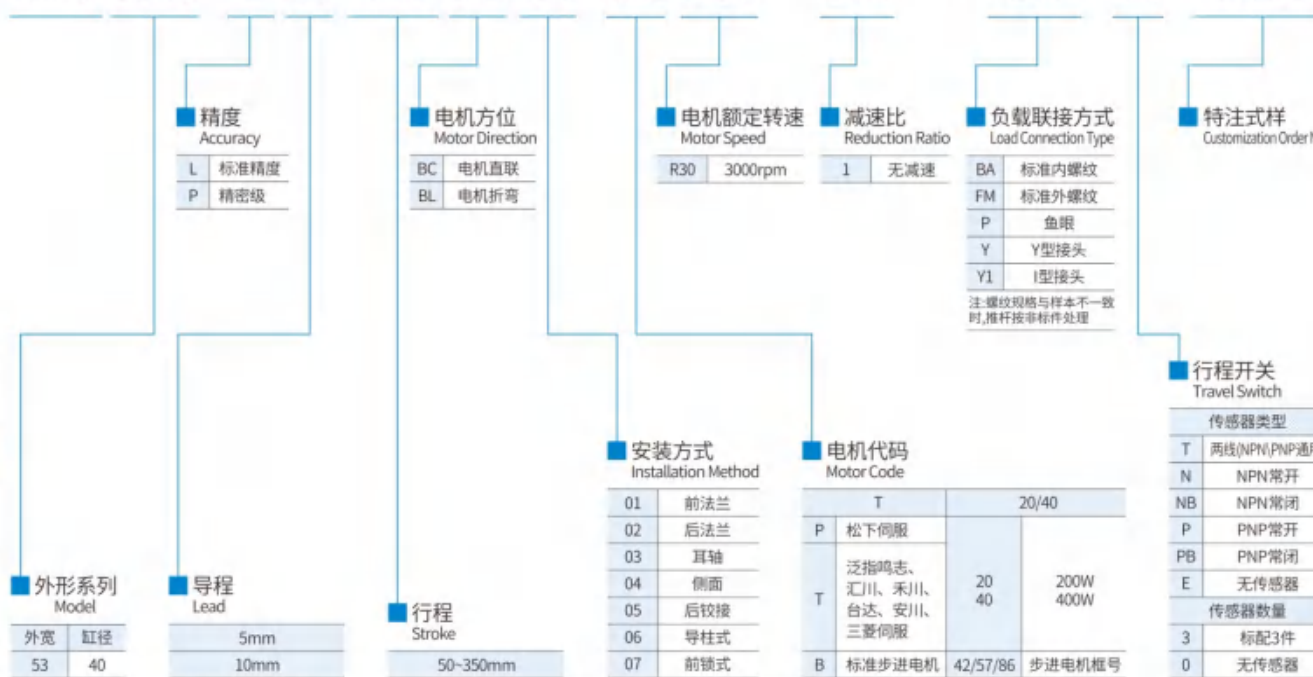 精度
Accuracy
L 标准精度
P 精密级
电机方位
Motor Direction
BC 电机直联
BL 电机折弯
电机额定转速
Motor Speed
R30 3000rpm
减速比
Reduction Ratio
1 无减速
负载联接方式
Load Connection Type
BA 标准内螺纹
FM 标准外螺纹
P 鱼眼
Y Y型接头
Y1 I型接头
注:螺纹规格与样本不一致
时,推杆按非标件处理
特注式样
Customization Order
行程开关
Travel Switch
传感器类型
T 两线(NPN\PNP通用
N NPN常开
NB NPN常闭
P PNP常开
PB PNP常闭
E 无传感器
传感器数量
3 标配3件
0 无传感器
安装方式
Installation Method
01 前法兰
02 后法兰
03 耳轴
04 侧面
05 后铰接
06 导柱式
07 前锁式
电机代码
Motor Code
T 20/40
P 松下伺服
T 泛指鸣志、
汇川、禾川、
台达、安川、
三菱伺服
20 200W
40 400W
B 标准步进电机 42/57/86 步进电机框号
外形系列
Model
外宽 缸径
53 40
导程
Lead
5mm
10mm
行程
Stroke
50~350mm